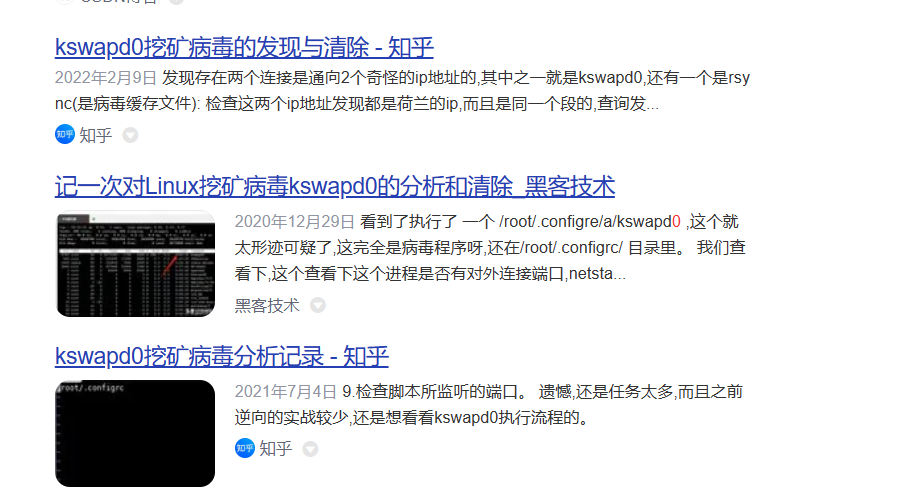 kswapd0挖矿病毒的发现与清除 - 知乎
2022年2月9日 发现存在两个连接是通向2个奇怪的ip地址的,其中之一就是kswapd0,还有一个是rsy
nc(是病毒缓存文件): 检查这两个ip地址发现都是荷兰的ip,而且是同一个段的,查询发...
知乎 知乎
记一次对Linux挖矿病毒kswapd0的分析和清除_黑客技术
2020年12月29日 看到了执行了 一个 /root/.configre/a/kswapd0 ,这个就
太形迹可疑了,这完全是病毒程序呀,还在/root/.configrc/ 目录里。 我们查
看下,这个查看下这个进程是否有对外连接端口,netsta...
黑客技术
kswapd0挖矿病毒分析记录 - 知乎
/root/.configrc
2021年7月4日 9.检查脚本所监听的端口。 遗憾,还是任务太多,而且之前
逆向的实战较少,还是想看看kswapd0执行流程的。
知乎 知乎